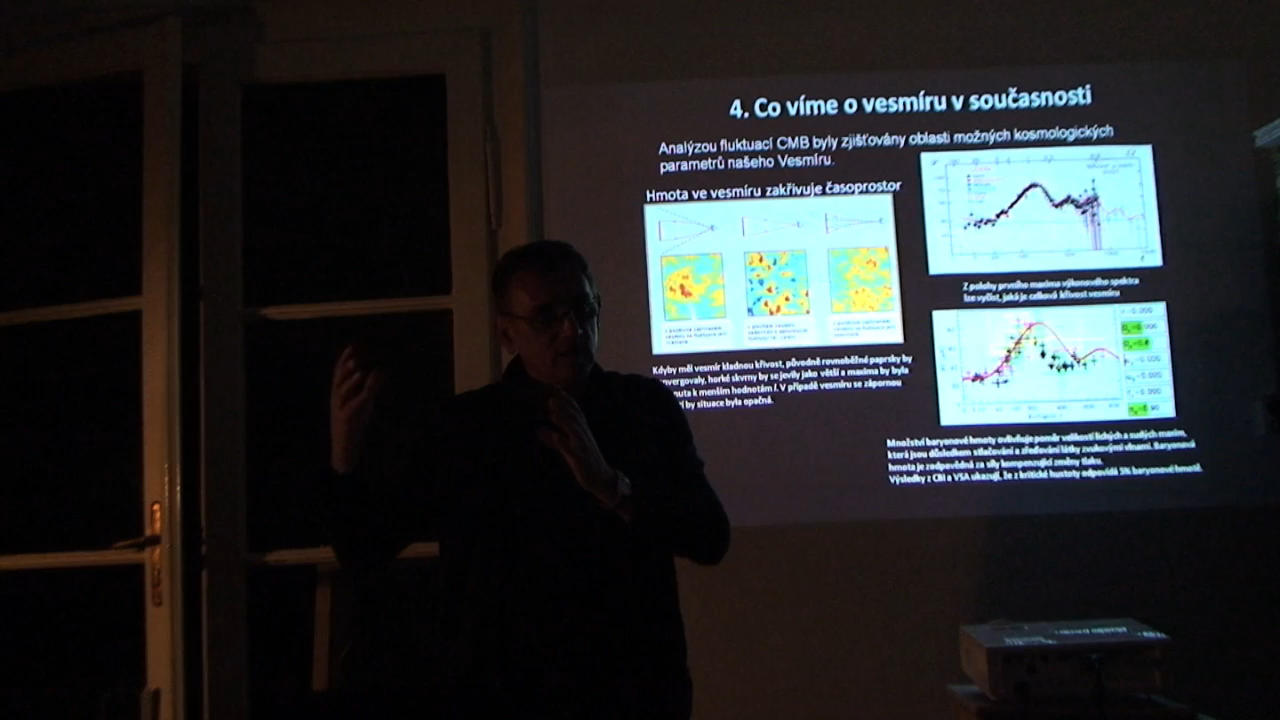 4. Co víme o vesmíru v současnosti
Analýzou fluktuací CMB byly zjišťovány oblasti možných kosmologických
parametrů našeho Vesmíru.
Hmota ve vesmíru zakřivuje časoprostor
Z polohy prvního maxima výkonového spektra
lze vyčíst, jaká je celková křivost vesmíru
Kdyby měl vesmír kladnou křivost, původně rovnoběžné paprsky by
nvergovaly, horké skvrny by se jevily jako větší a maxima by byla
nuta k menším hodnotám l. V případě vesmíru se zápornou
í by situace byla opačná.
Množství baryonové hmoty ovlivňuje poměr velikostí lichých a sudých maxim,
která jsou důsledkem stlačování a zřeďování látky zvukovými vlnami. Baryonová
hmota je zodpovědná za síly kompenzující změny tlaku.
Výsledky z CBI a VSA ukazují, že z kritické hustoty odpovídá 5% baryonové hmotě.